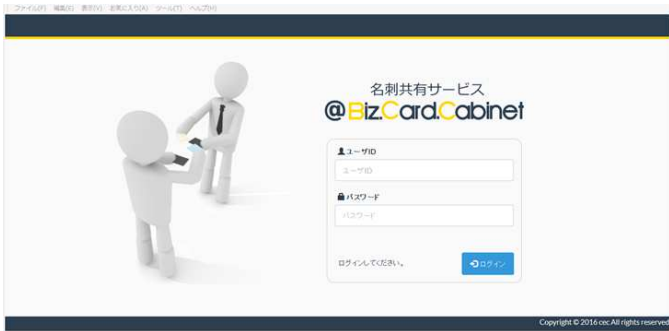 ファイル(F) 編集(E) 表示(V) お気に入り(A) ツール(T) ヘルプ(H)
名刺共有サービス
@Biz.Card.Cabinet
ユーザID
ユーザID
パスワード
パスワード
ログインしてください。
ログイン
Copyright © 2016 cec All rights reserved